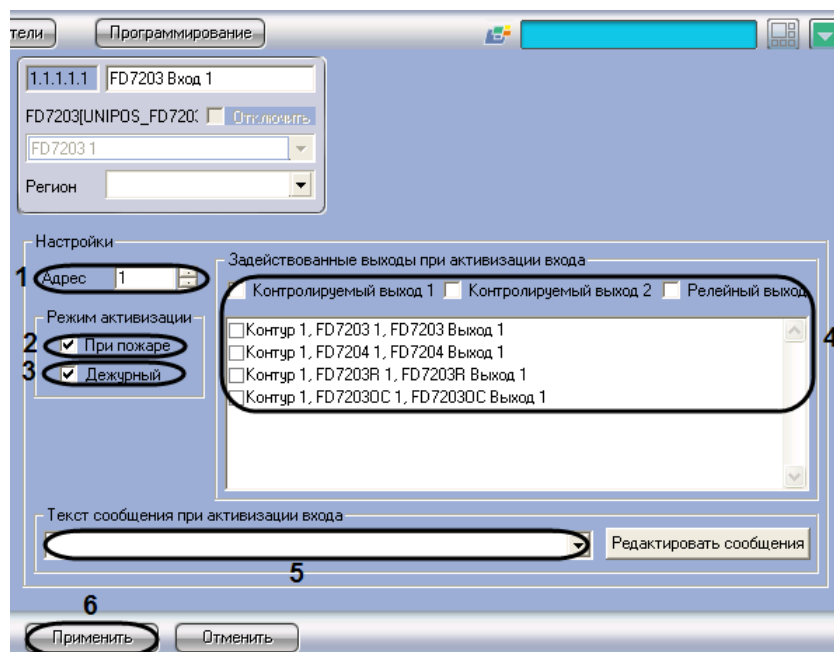 тели Программирование
1.1.1.1.1 FD7203 Вход 1
FD7203[UNIPOS_FD720: Отключить
FD7203 1
Регион
Настройки
1 Адрес 1
Режим активизации
2 При пожаре
3 Дежурный
Задействованные выходы при активизации входа
Контролируемый выход 1 Контролируемый выход 2 Релейный выход
4
Контур 1, FD7203 1, FD7203 Выход 1
Контур 1, FD7204 1, FD7204 Выход 1
Контур 1, FD7203R 1, FD7203R Выход 1
Контур 1, FD7203OC 1, FD7203OC Выход 1
Текст сообщения при активизации входа
Редактировать сообщения
5
6
Применить Отменить